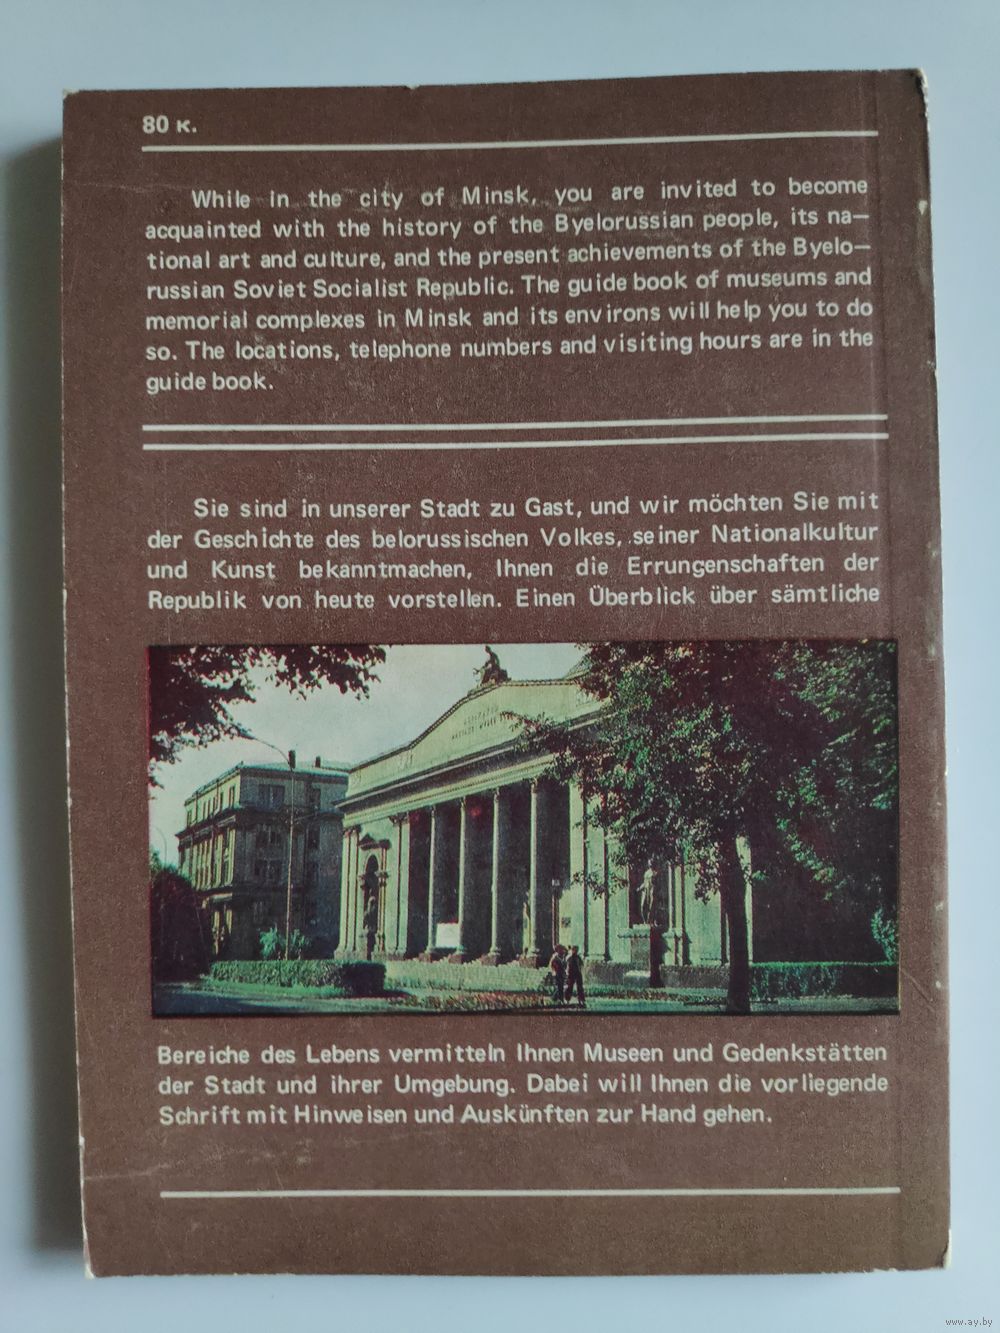 80 к.
While in the city of Minsk, you are invited to become
acquainted with the history of the Byelorussian people, its na—
tional art and culture, and the present achievements of the Byelo—
russian Soviet Socialist Republic. The guide book of museums and
memorial complexes in Minsk and its environs will help you to do
so. The locations, telephone numbers and visiting hours are in the
guide book.
Sie sind in unserer Stadt zu Gast, und wir möchten Sie mit
der Geschichte des belorussischen Volkes, seiner Nationalkultur
und Kunst bekanntmachen, Ihnen die Errungenschaften der
Republik von heute vorstellen. Einen Überblick über sämtliche
Bereiche des Lebens vermitteln Ihnen Museen und Gedenkstätten
der Stadt und ihrer Umgebung. Dabei will Ihnen die vorliegende
Schrift mit Hinweisen und Auskünften zur Hand gehen.
www.ay.by